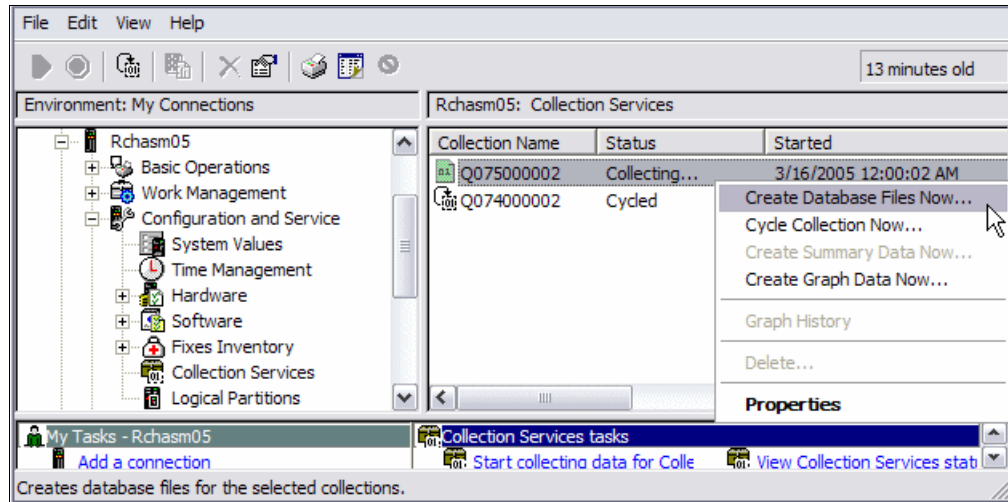 File Edit View Help
13 minutes old
Environment: My Connections
Rchasm05: Collection Services
Rchasm05
Basic Operations
Work Management
Configuration and Service
System Values
Time Management
Hardware
Software
Fixes Inventory
Collection Services
Logical Partitions
Collection Name Status Started
Q075000002 Collecting... 3/16/2005 12:00:02 AM
Q074000002 Cycled
Create Database Files Now...
Cycle Collection Now...
Create Summary Data Now...
Create Graph Data Now...
Graph History
Delete...
Properties
My Tasks - Rchasm05
Add a connection
Collection Services tasks
Start collecting data for Colle
View Collection Services stat
Creates database files for the selected collections.